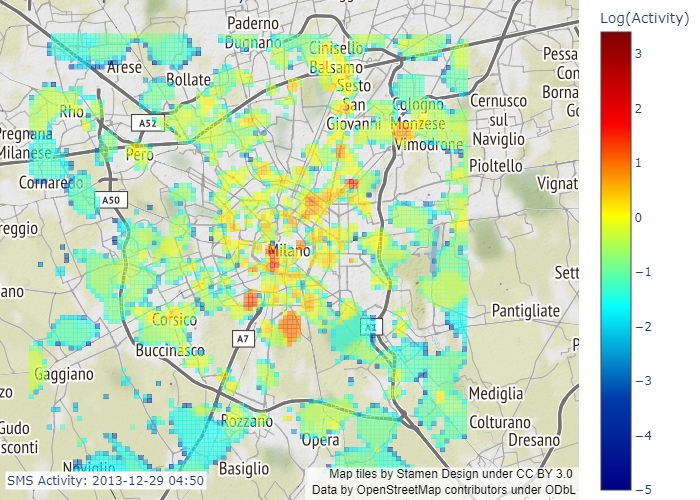 Log(Activity)
Paderno
Dugnano
Cinisello
Balsamo
Sesto
San
Giovanni
Arese
Bollate
Cologno
Monzese
Vimodrone
Cernusco
sul
Naviglio
Pioltello
Pessa
Con
Borna
Go
Rho
A52
Pregnana
Milanese
Pero
Cornaredo
A50
Vignat
reggio
Milano
Sett
ano
Pantigliate
Corsico
A7
A1
P
Buccinasco
Gaggiano
zzo
Mediglia
Rozzano
Opera
Colturano
Dresano
Gudo
sconti
Noviglio
Basiglio
SMS Activity: 2013-12-29 04:50
Map tiles by Stamen Design under CC BY 3.0
Data by OpenStreetMap contributors under ODbL
3
2
1
0
−1
−2
−3
−4
−5